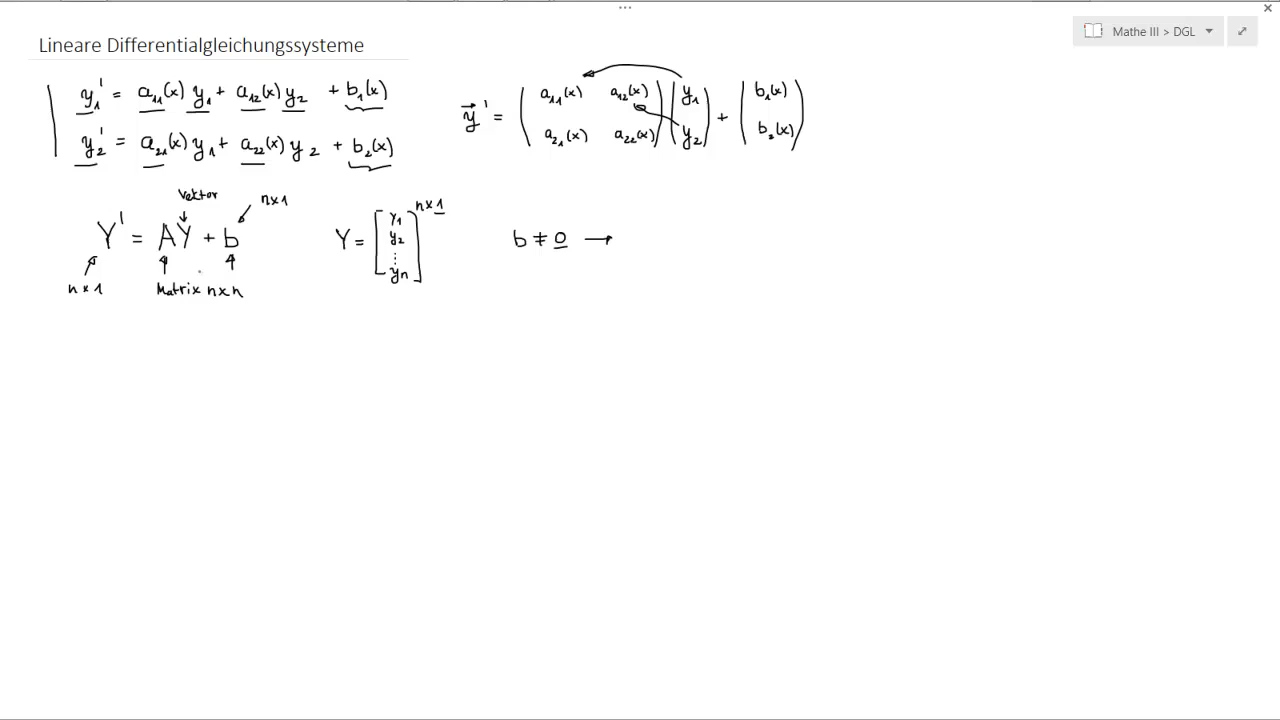 Mathe III > DGL
Lineare Differentialgleichungssysteme
y₁' = a₁₁(x) y₁ + a₁₂(x) y₂ + b₁(x)
y₂' = a₂₁(x) y₁ + a₂₂(x) y₂ + b₂(x)
y⃗' = ( a₁₁(x) a₁₂(x) ) ( y₁ ) + ( b₁(x) )
( a₂₁(x) a₂₂(x) ) ( y₂ ) ( b₂(x) )
Vektor
n×1
Y' = AY + b
n×1
Matrix n×n
Y = [ y₁ y₂ ⋮ yₙ ] n×1
b ≠ 0 →